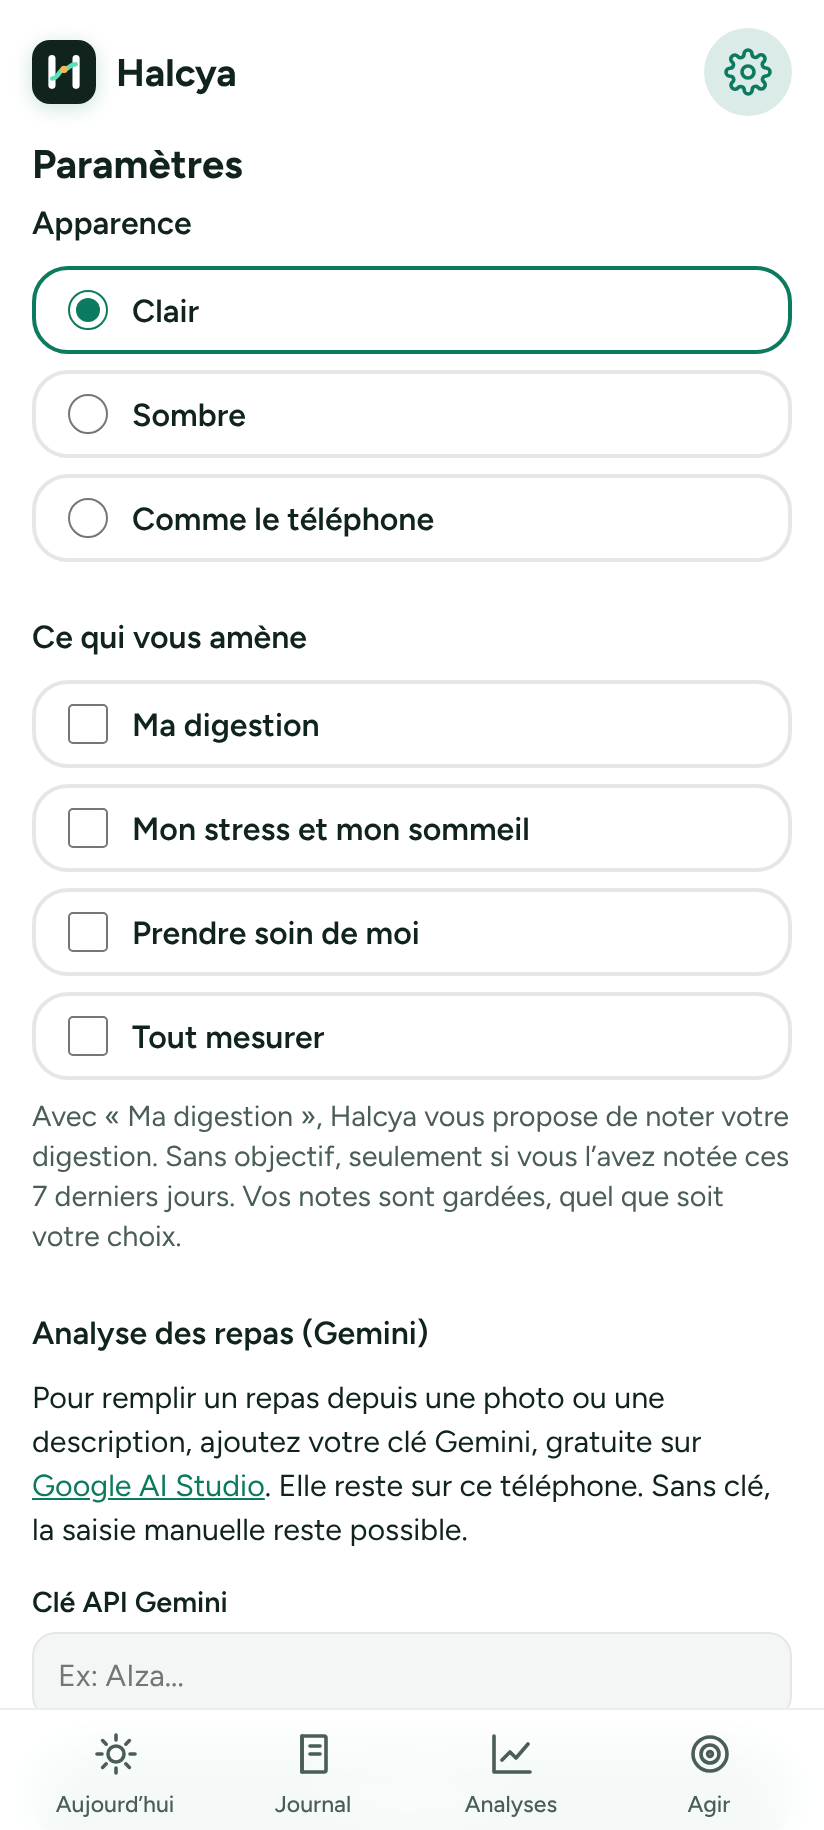 Halcya
Paramètres
Apparence
Clair
Sombre
Comme le téléphone
Ce qui vous amène
Ma digestion
Mon stress et mon sommeil
Prendre soin de moi
Tout mesurer
Avec « Ma digestion », Halcya vous propose de noter votre
digestion. Sans objectif, seulement si vous l’avez notée ces
7 derniers jours. Vos notes sont gardées, quel que soit
votre choix.
Analyse des repas (Gemini)
Pour remplir un repas depuis une photo ou une
description, ajoutez votre clé Gemini, gratuite sur
Google AI Studio. Elle reste sur ce téléphone. Sans clé,
la saisie manuelle reste possible.
Clé API Gemini
Ex: AIza...
Aujourd’hui
Journal
Analyses
Agir